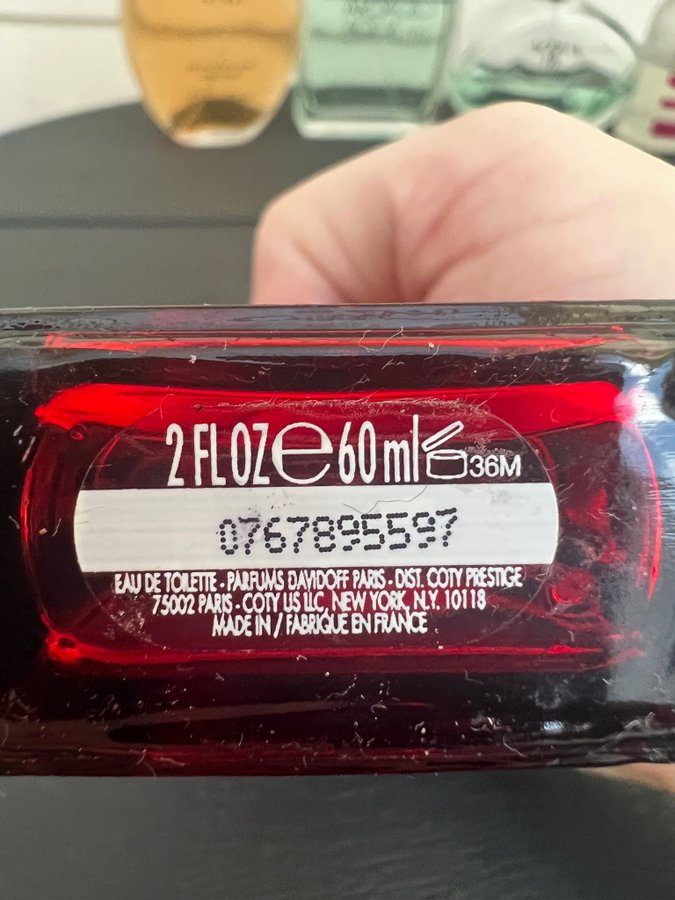 2 FL OZ e 60 ml 36M
0767895597
EAU DE TOILETTE - PARFUMS DAVIDOFF PARIS - DIST. COTY PRESTIGE
75002 PARIS - COTY US LLC, NEW YORK, N.Y. 10118
MADE IN / FABRIQUE EN FRANCE